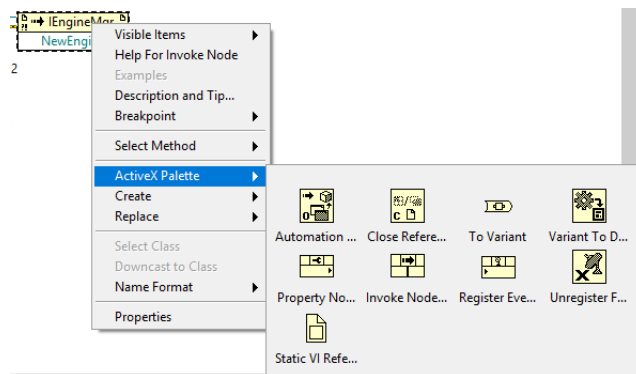 IEngineMgr
NewEngi
2
Visible Items
Help For Invoke Node
Examples
Description and Tip...
Breakpoint
Select Method
ActiveX Palette
Create
Replace
Select Class
Downcast to Class
Name Format
Properties
Automation ...
Close Refere...
To Variant
Variant To D...
Property No...
Invoke Node...
Register Eve...
Unregister F...
Static VI Refe...